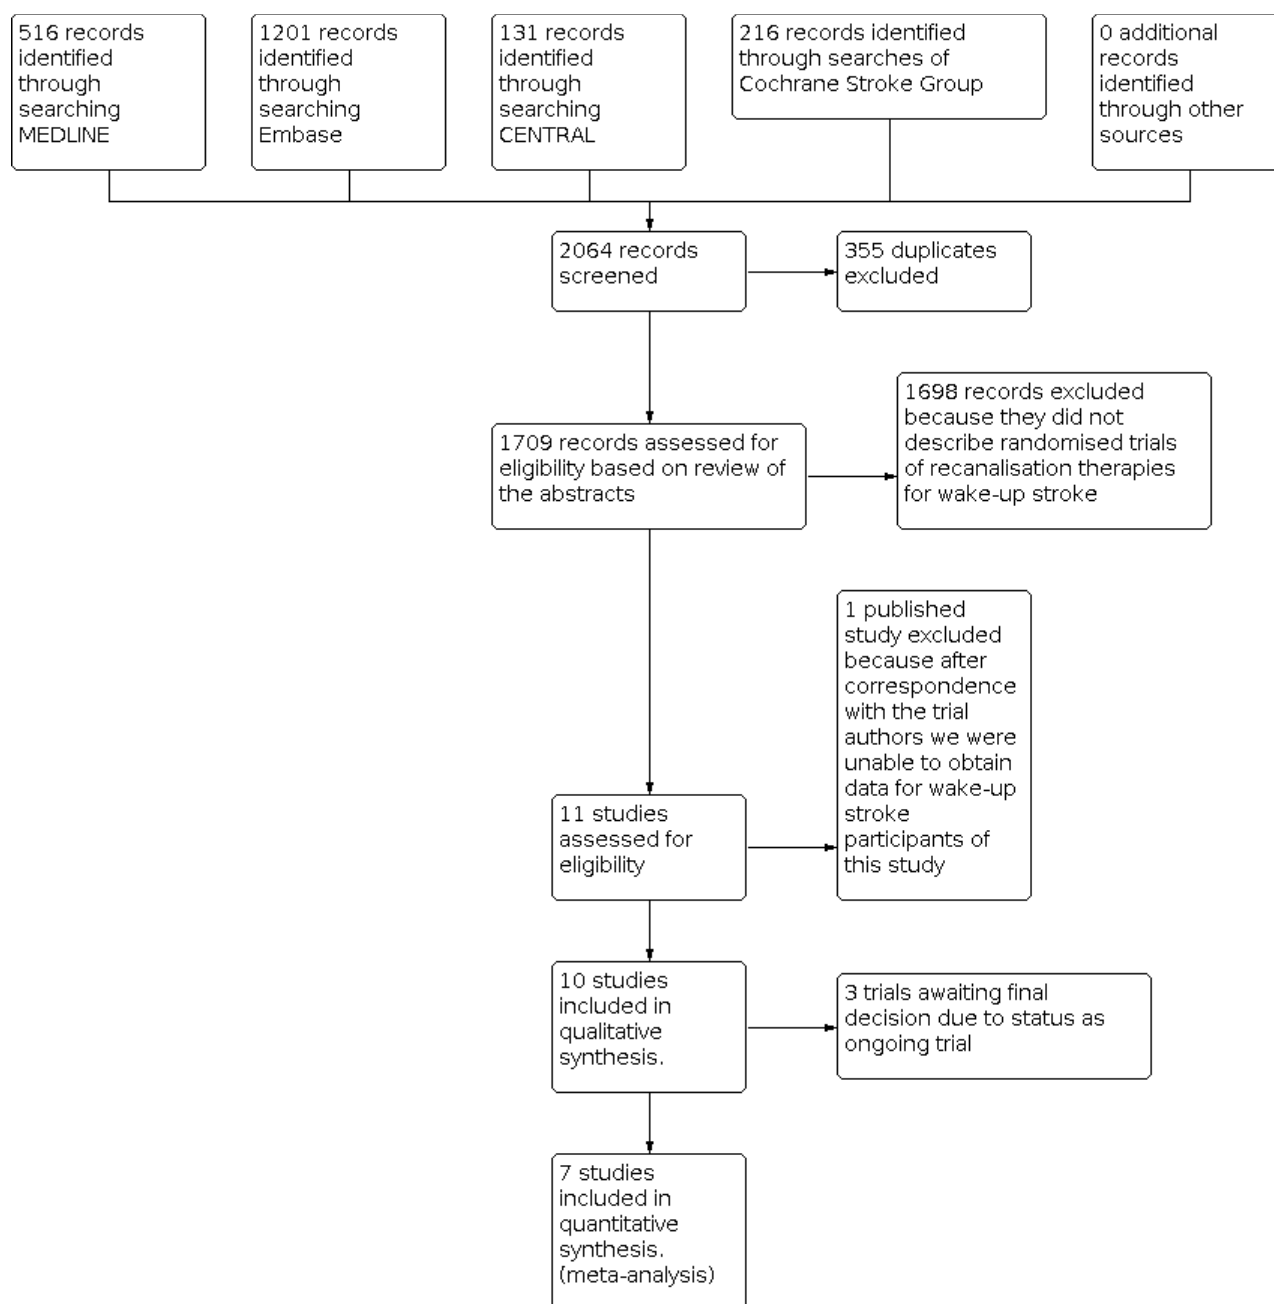 516 records
identified
through
searching
MEDLINE
1201 records
identified
through
searching
Embase
131 records
identified
through
searching
CENTRAL
216 records identified
through searches of
Cochrane Stroke Group
0 additional
records
identified
through other
sources
2064 records
screened
355 duplicates
excluded
1709 records assessed for
eligibility based on review of
the abstracts
1698 records excluded
because they did not
describe randomised trials
of recanalisation therapies
for wake-up stroke
1 published
study excluded
because after
correspondence
with the trial
authors we were
unable to obtain
data for wake-up
stroke
participants of
this study
11 studies
assessed for
eligibility
10 studies
included in
qualitative
synthesis.
3 trials awaiting final
decision due to status as
ongoing trial
7 studies
included in
quantitative
synthesis.
(meta-analysis)